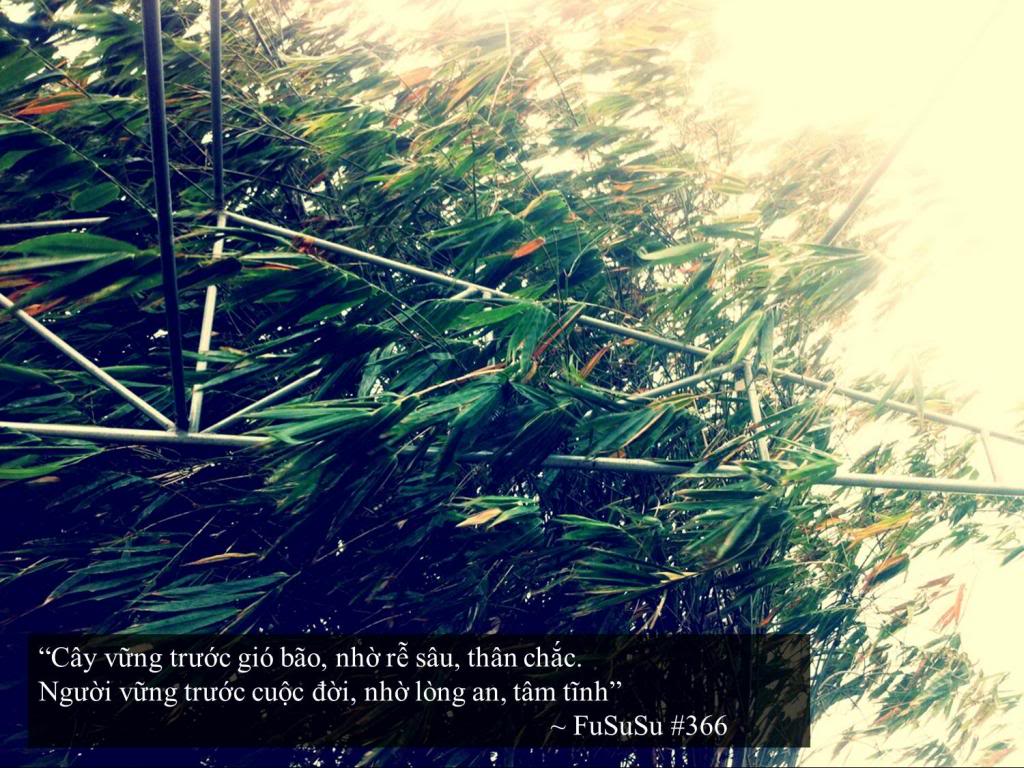 “Cây vững trước gió bão, nhờ rễ sâu, thân chắc.
Người vững trước cuộc đời, nhờ lòng an, tâm tĩnh”
~ FuSuSu #366